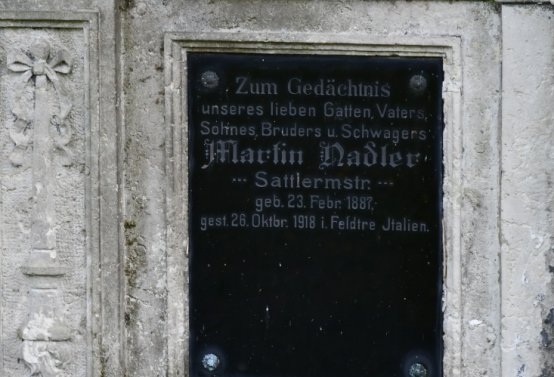 Zum Gedächtnis
unseres lieben Gatten, Vaters,
Sohnes, Bruders u. Schwagers
Martin Nadler
Sattlermstr.
geb. 23. Febr. 1887,
gest. 26. Oktbr. 1918 i. Feldtre Jtalien.